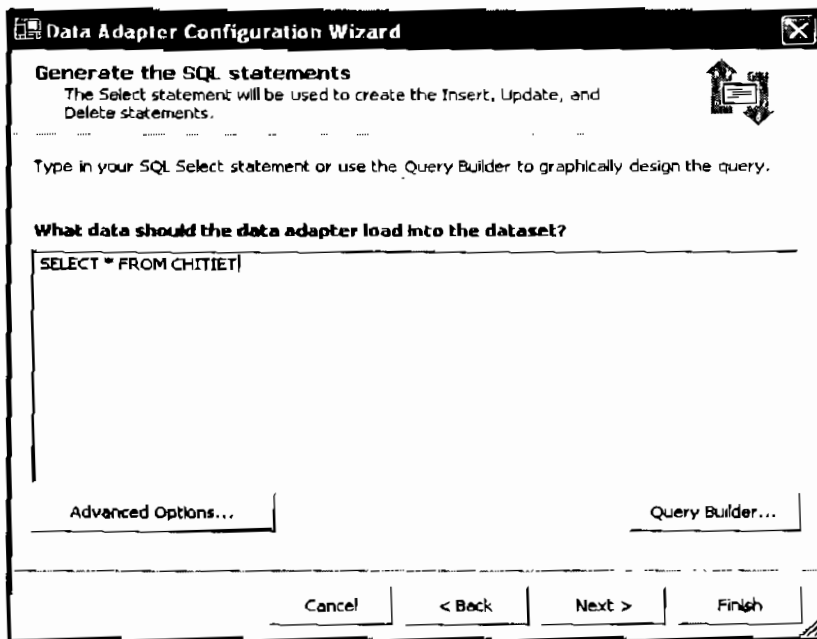 Data Adapter Configuration Wizard
Generate the SQL statements
The Select statement will be used to create the Insert, Update, and
Delete statements.
Type in your SQL Select statement or use the Query Builder to graphically design the query.
What data should the data adapter load into the dataset?
SELECT * FROM CHITIET
Advanced Options...
Query Builder...
Cancel
< Back
Next >
Finish